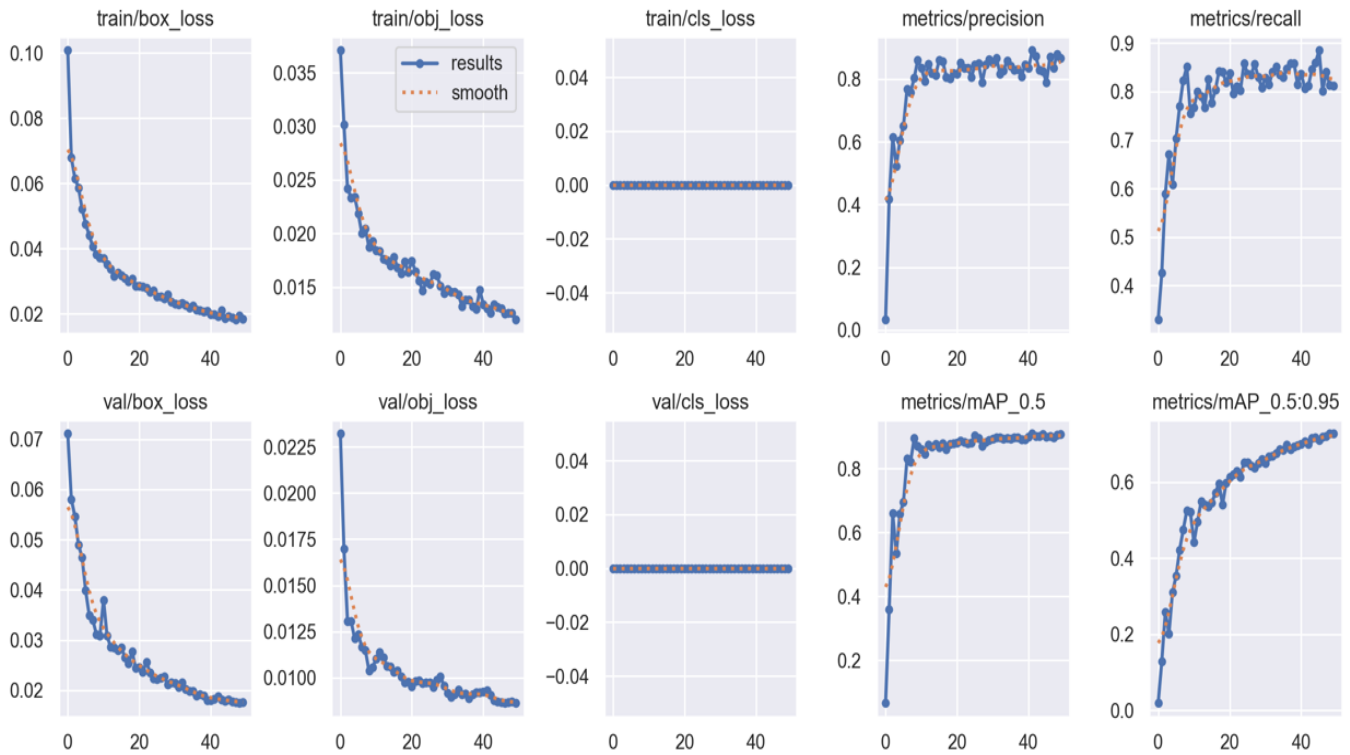 train/box_loss
train/obj_loss
train/cls_loss
metrics/precision
metrics/recall
0.10
0.08
0.06
0.04
0.02
0 20 40
0.035
0.030
0.025
0.020
0.015
results
smooth
0 20 40
0.04
0.02
0.00
−0.02
−0.04
0 20 40
0.8
0.6
0.4
0.2
0.0
0 20 40
0.9
0.8
0.7
0.6
0.5
0.4
0 20 40
val/box_loss
val/obj_loss
val/cls_loss
metrics/mAP_0.5
metrics/mAP_0.5:0.95
0.07
0.06
0.05
0.04
0.03
0.02
0 20 40
0.0225
0.0200
0.0175
0.0150
0.0125
0.0100
0 20 40
0.04
0.02
0.00
−0.02
−0.04
0 20 40
0.8
0.6
0.4
0.2
0 20 40
0.6
0.4
0.2
0.0
0 20 40